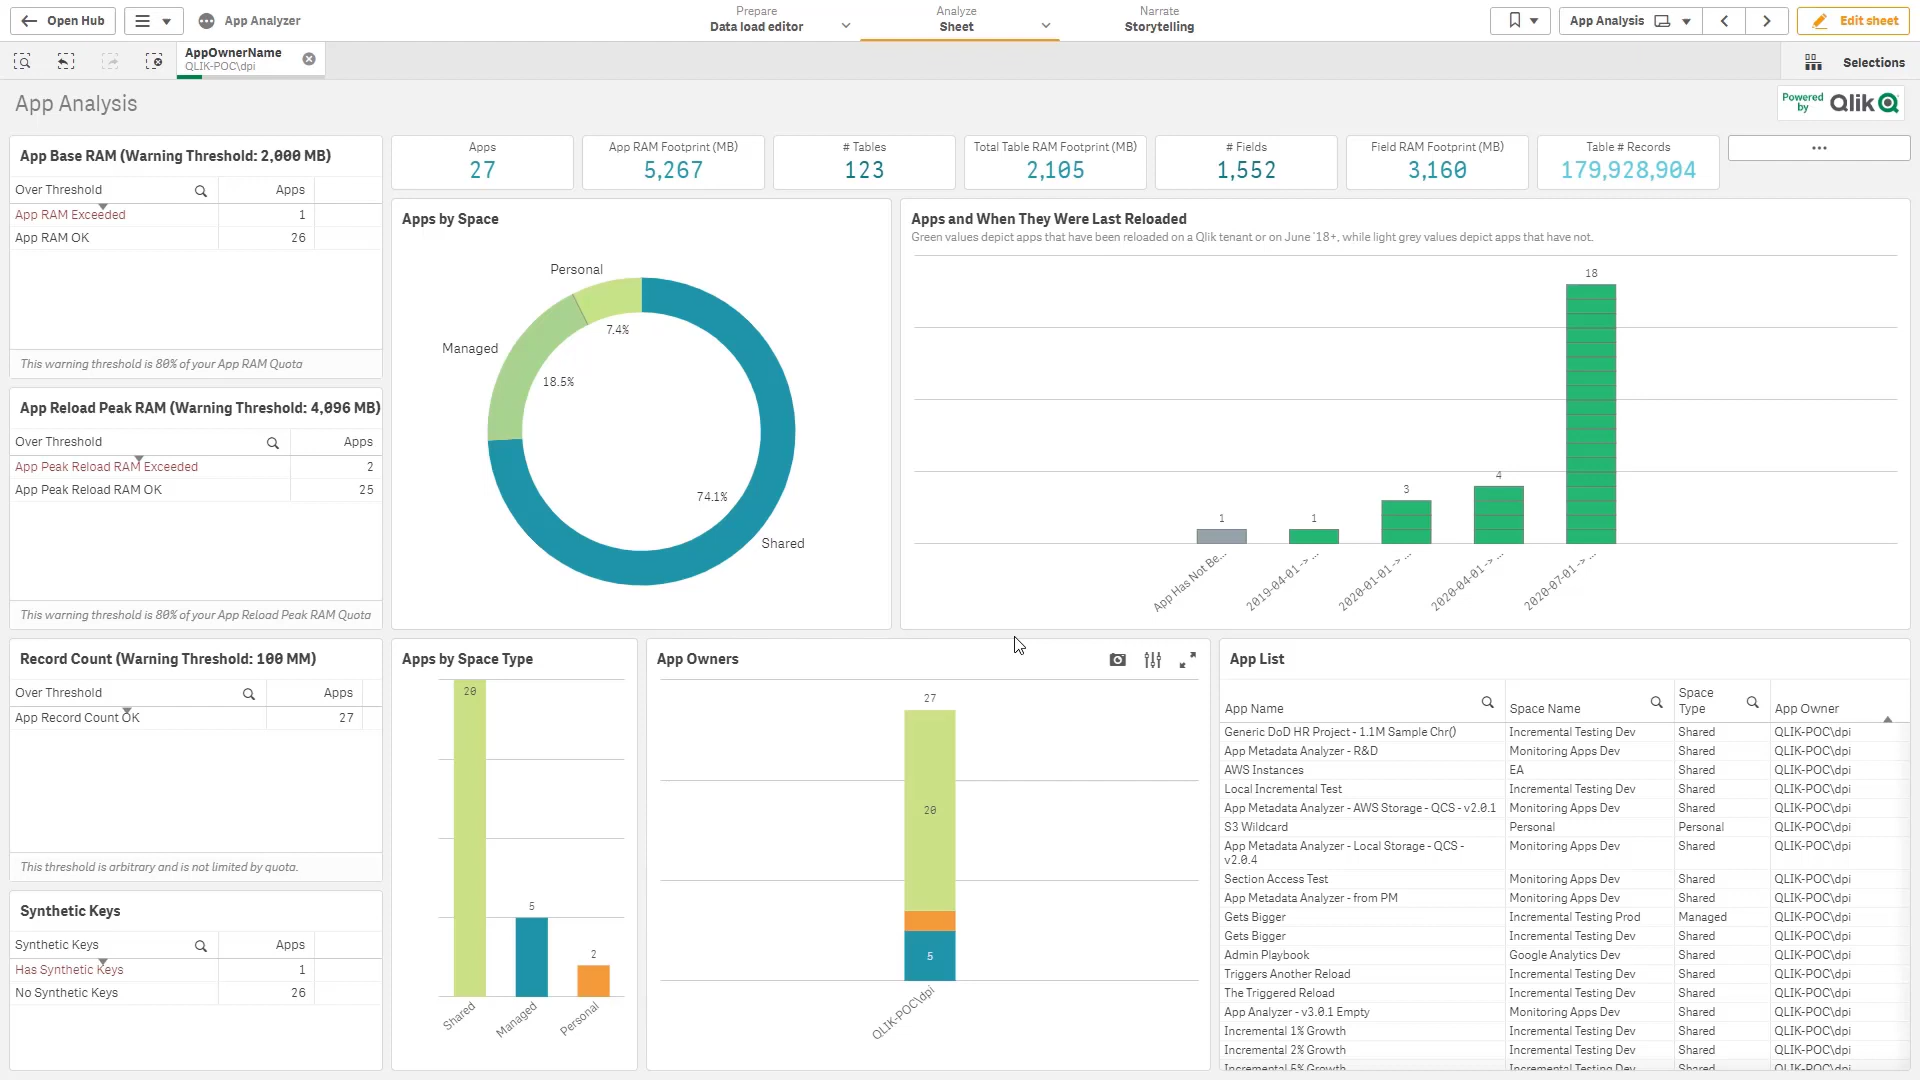 Open Hub
App Analyzer
Prepare
Data load editor
Analyze
Sheet
Narrate
Storytelling
App Analysis
Edit sheet
AppOwnerName
QLIK-POC\dpi
Selections
App Analysis
Powered by Qlik
App Base RAM (Warning Threshold: 2,000 MB)
Over Threshold Apps
App RAM Exceeded 1
App RAM OK 26
This warning threshold is 80% of your App RAM Quota
Apps
27
App RAM Footprint (MB)
5,267
# Tables
123
Total Table RAM Footprint (MB)
2,105
# Fields
1,552
Field RAM Footprint (MB)
3,160
Table # Records
179,928,904
...
App Reload Peak RAM (Warning Threshold: 4,096 MB)
Over Threshold Apps
App Peak Reload RAM Exceeded 2
App Peak Reload RAM OK 25
This warning threshold is 80% of your App Reload Peak RAM Quota
Apps by Space
Personal
7.4%
Managed
18.5%
74.1%
Shared
Apps and When They Were Last Reloaded
Green values depict apps that have been reloaded on a Qlik tenant or on June '18+, while light grey values depict apps that have not.
1
1
3
4
18
App Has Not Be...
2019-04-01 -> ...
2020-01-01 -> ...
2020-04-01 -> ...
2020-07-01 -> ...
Record Count (Warning Threshold: 100 MM)
Over Threshold Apps
App Record Count OK 27
This threshold is arbitrary and is not limited by quota.
Synthetic Keys
Synthetic Keys Apps
Has Synthetic Keys 1
No Synthetic Keys 26
Apps by Space Type
20
5
2
Shared
Managed
Personal
App Owners
27
20
5
QLIK-POC\dpi
App List
App Name Space Name Space Type App Owner
Generic DoD HR Project - 1.1M Sample Chr() Incremental Testing Dev Shared QLIK-POC\dpi
App Metadata Analyzer - R&D Monitoring Apps Dev Shared QLIK-POC\dpi
AWS Instances EA Shared QLIK-POC\dpi
Local Incremental Test Incremental Testing Dev Shared QLIK-POC\dpi
App Metadata Analyzer - AWS Storage - QCS - v2.0.1 Monitoring Apps Dev Shared QLIK-POC\dpi
S3 Wildcard Personal Personal QLIK-POC\dpi
App Metadata Analyzer - Local Storage - QCS - Monitoring Apps Dev Shared QLIK-POC\dpi
v2.0.4
Section Access Test Monitoring Apps Dev Shared QLIK-POC\dpi
App Metadata Analyzer - from PM Monitoring Apps Dev Shared QLIK-POC\dpi
Gets Bigger Incremental Testing Prod Managed QLIK-POC\dpi
Gets Bigger Incremental Testing Dev Shared QLIK-POC\dpi
Admin Playbook Google Analytics Dev Shared QLIK-POC\dpi
Triggers Another Reload Incremental Testing Dev Shared QLIK-POC\dpi
The Triggered Reload Incremental Testing Dev Shared QLIK-POC\dpi
App Analyzer - v3.0.1 Empty Monitoring Apps Dev Shared QLIK-POC\dpi
Incremental 1% Growth Incremental Testing Dev Shared QLIK-POC\dpi
Incremental 2% Growth Incremental Testing Dev Shared QLIK-POC\dpi
Incremental 5% Growth Incremental Testing Dev Shared QLIK-POC\dpi